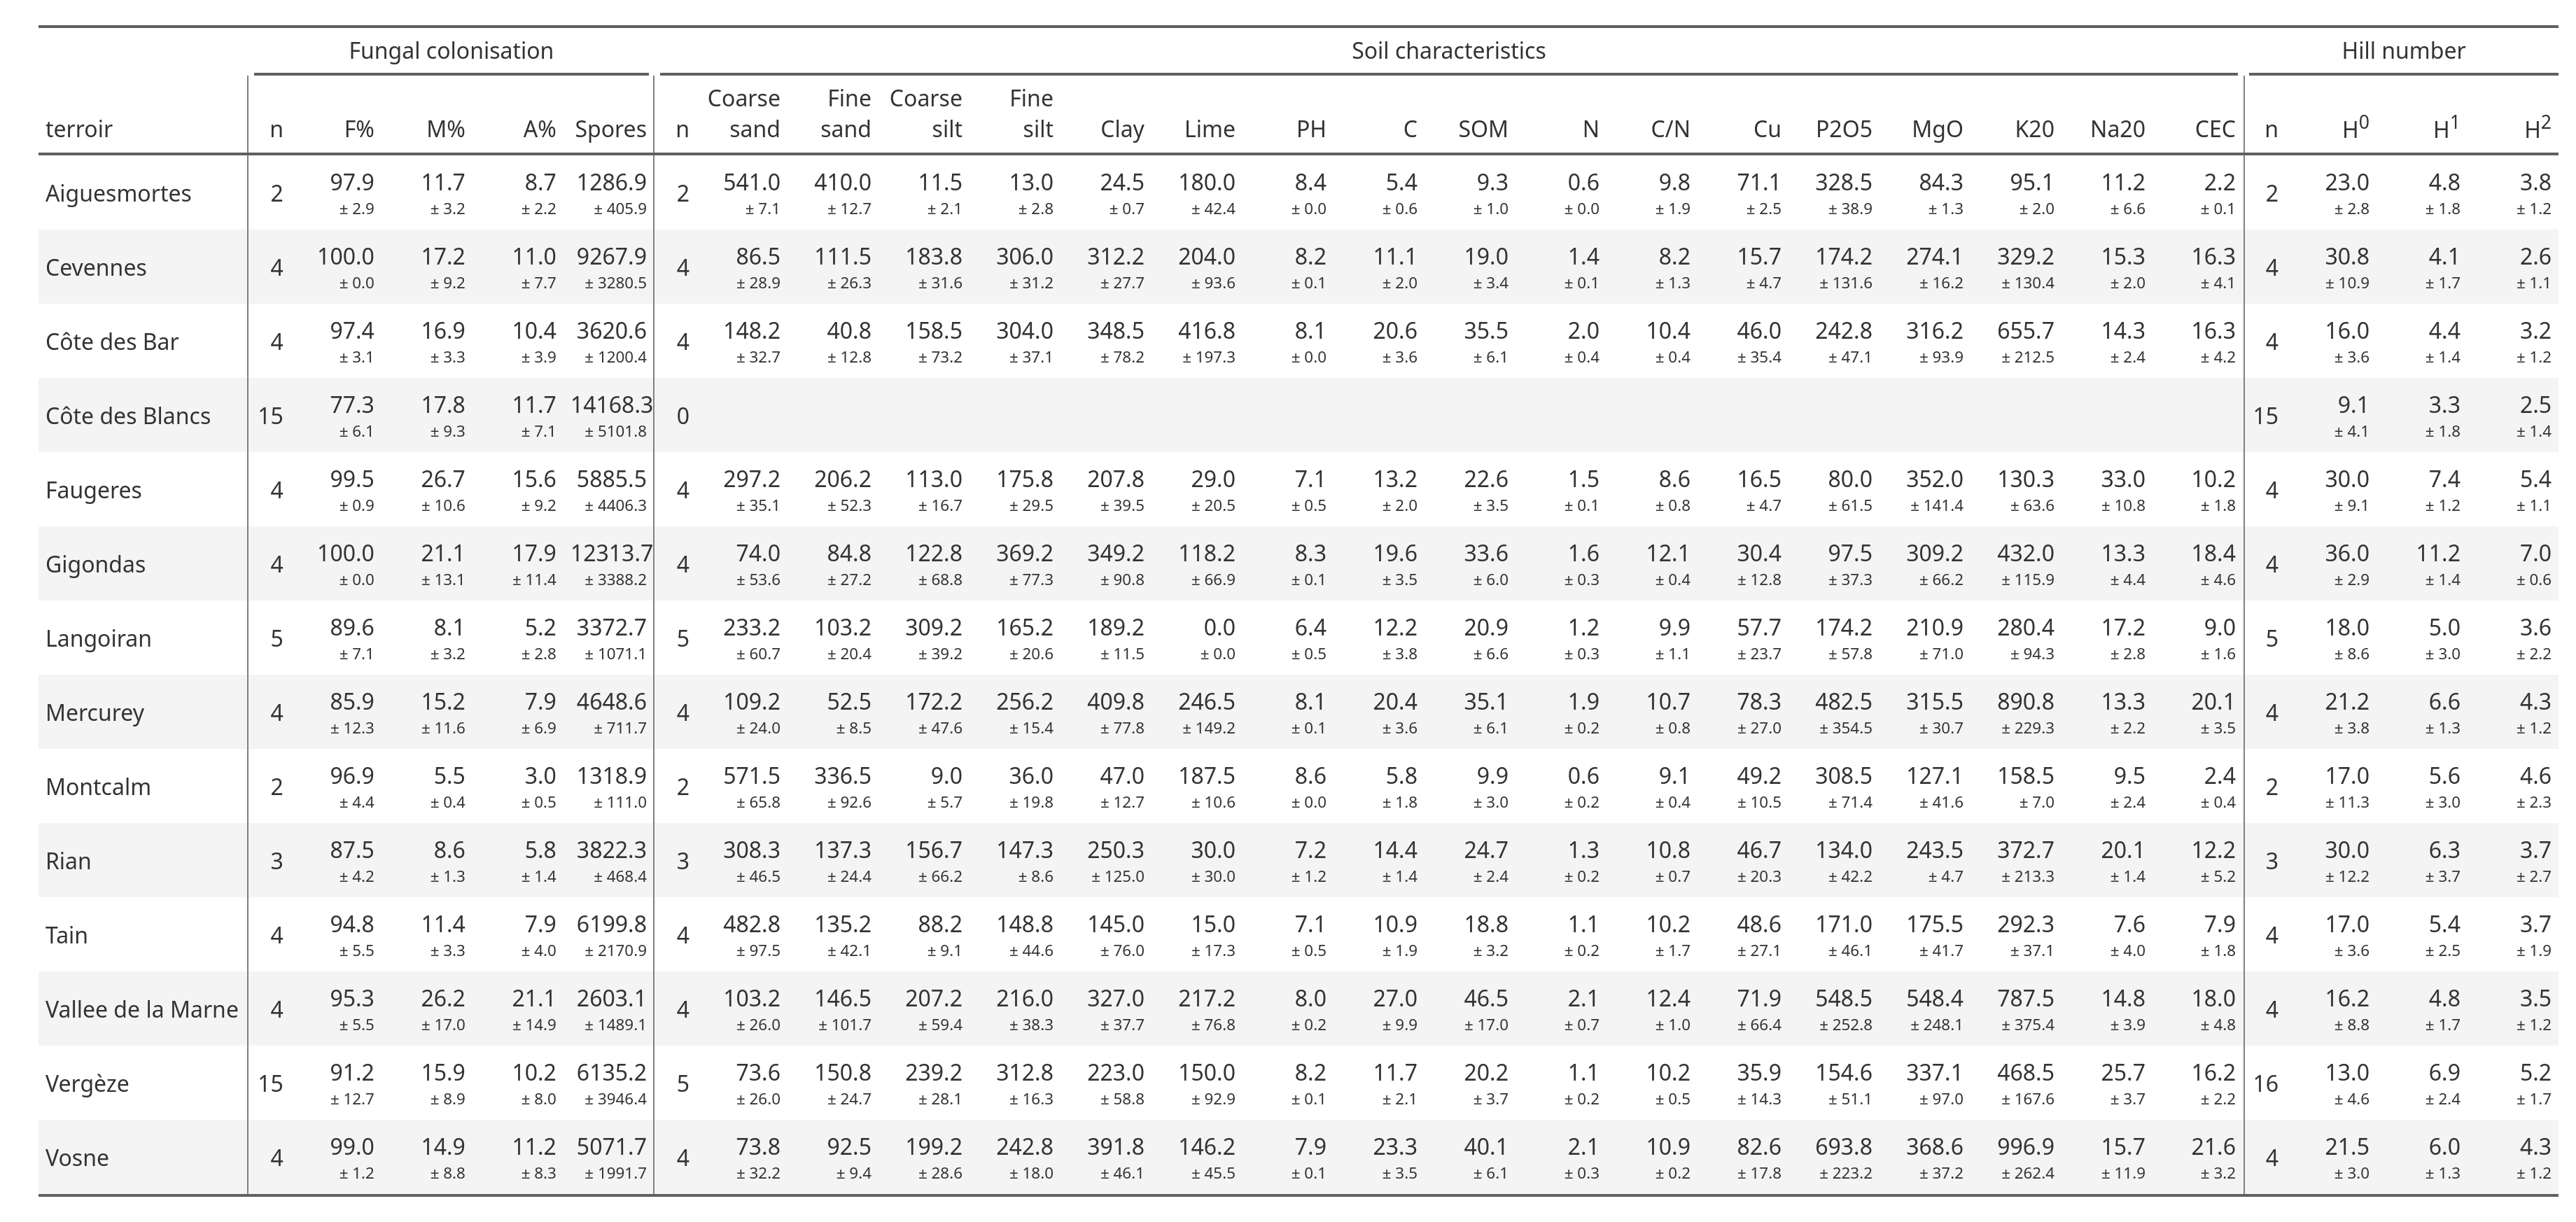 Fungal colonisation Soil characteristics Hill number
Coarse Fine Coarse Fine
terroir n F% M% A% Spores n sand sand silt silt Clay Lime PH C SOM N C/N Cu P2O5 MgO K20 Na20 CEC n H0 H1 H2
Aiguesmortes 2 97.9 11.7 8.7 1286.9 2 541.0 410.0 11.5 13.0 24.5 180.0 8.4 5.4 9.3 0.6 9.8 71.1 328.5 84.3 95.1 11.2 2.2 2 23.0 4.8 3.8
± 2.9 ± 3.2 ± 2.2 ± 405.9 ± 7.1 ± 12.7 ± 2.1 ± 2.8 ± 0.7 ± 42.4 ± 0.0 ± 0.6 ± 1.0 ± 0.0 ± 1.9 ± 2.5 ± 38.9 ± 1.3 ± 2.0 ± 6.6 ± 0.1 ± 2.8 ± 1.8 ± 1.2
Cevennes 4 100.0 17.2 11.0 9267.9 4 86.5 111.5 183.8 306.0 312.2 204.0 8.2 11.1 19.0 1.4 8.2 15.7 174.2 274.1 329.2 15.3 16.3 4 30.8 4.1 2.6
± 0.0 ± 9.2 ± 7.7 ± 3280.5 ± 28.9 ± 26.3 ± 31.6 ± 31.2 ± 27.7 ± 93.6 ± 0.1 ± 2.0 ± 3.4 ± 0.1 ± 1.3 ± 4.7 ± 131.6 ± 16.2 ± 130.4 ± 2.0 ± 4.1 ± 10.9 ± 1.7 ± 1.1
Côte des Bar 4 97.4 16.9 10.4 3620.6 4 148.2 40.8 158.5 304.0 348.5 416.8 8.1 20.6 35.5 2.0 10.4 46.0 242.8 316.2 655.7 14.3 16.3 4 16.0 4.4 3.2
± 3.1 ± 3.3 ± 3.9 ± 1200.4 ± 32.7 ± 12.8 ± 73.2 ± 37.1 ± 78.2 ± 197.3 ± 0.0 ± 3.6 ± 6.1 ± 0.4 ± 0.4 ± 35.4 ± 47.1 ± 93.9 ± 212.5 ± 2.4 ± 4.2 ± 3.6 ± 1.4 ± 1.2
Côte des Blancs 15 77.3 17.8 11.7 14168.3 0 15 9.1 3.3 2.5
± 6.1 ± 9.3 ± 7.1 ± 5101.8 ± 4.1 ± 1.8 ± 1.4
Faugeres 4 99.5 26.7 15.6 5885.5 4 297.2 206.2 113.0 175.8 207.8 29.0 7.1 13.2 22.6 1.5 8.6 16.5 80.0 352.0 130.3 33.0 10.2 4 30.0 7.4 5.4
± 0.9 ± 10.6 ± 9.2 ± 4406.3 ± 35.1 ± 52.3 ± 16.7 ± 29.5 ± 39.5 ± 20.5 ± 0.5 ± 2.0 ± 3.5 ± 0.1 ± 0.8 ± 4.7 ± 61.5 ± 141.4 ± 63.6 ± 10.8 ± 1.8 ± 9.1 ± 1.2 ± 1.1
Gigondas 4 100.0 21.1 17.9 12313.7 4 74.0 84.8 122.8 369.2 349.2 118.2 8.3 19.6 33.6 1.6 12.1 30.4 97.5 309.2 432.0 13.3 18.4 4 36.0 11.2 7.0
± 0.0 ± 13.1 ± 11.4 ± 3388.2 ± 53.6 ± 27.2 ± 68.8 ± 77.3 ± 90.8 ± 66.9 ± 0.1 ± 3.5 ± 6.0 ± 0.3 ± 0.4 ± 12.8 ± 37.3 ± 66.2 ± 115.9 ± 4.4 ± 4.6 ± 2.9 ± 1.4 ± 0.6
Langoiran 5 89.6 8.1 5.2 3372.7 5 233.2 103.2 309.2 165.2 189.2 0.0 6.4 12.2 20.9 1.2 9.9 57.7 174.2 210.9 280.4 17.2 9.0 5 18.0 5.0 3.6
± 7.1 ± 3.2 ± 2.8 ± 1071.1 ± 60.7 ± 20.4 ± 39.2 ± 20.6 ± 11.5 ± 0.0 ± 0.5 ± 3.8 ± 6.6 ± 0.3 ± 1.1 ± 23.7 ± 57.8 ± 71.0 ± 94.3 ± 2.8 ± 1.6 ± 8.6 ± 3.0 ± 2.2
Mercurey 4 85.9 15.2 7.9 4648.6 4 109.2 52.5 172.2 256.2 409.8 246.5 8.1 20.4 35.1 1.9 10.7 78.3 482.5 315.5 890.8 13.3 20.1 4 21.2 6.6 4.3
± 12.3 ± 11.6 ± 6.9 ± 711.7 ± 24.0 ± 8.5 ± 47.6 ± 15.4 ± 77.8 ± 149.2 ± 0.1 ± 3.6 ± 6.1 ± 0.2 ± 0.8 ± 27.0 ± 354.5 ± 30.7 ± 229.3 ± 2.2 ± 3.5 ± 3.8 ± 1.3 ± 1.2
Montcalm 2 96.9 5.5 3.0 1318.9 2 571.5 336.5 9.0 36.0 47.0 187.5 8.6 5.8 9.9 0.6 9.1 49.2 308.5 127.1 158.5 9.5 2.4 2 17.0 5.6 4.6
± 4.4 ± 0.4 ± 0.5 ± 111.0 ± 65.8 ± 92.6 ± 5.7 ± 19.8 ± 12.7 ± 10.6 ± 0.0 ± 1.8 ± 3.0 ± 0.2 ± 0.4 ± 10.5 ± 71.4 ± 41.6 ± 7.0 ± 2.4 ± 0.4 ± 11.3 ± 3.0 ± 2.3
Rian 3 87.5 8.6 5.8 3822.3 3 308.3 137.3 156.7 147.3 250.3 30.0 7.2 14.4 24.7 1.3 10.8 46.7 134.0 243.5 372.7 20.1 12.2 3 30.0 6.3 3.7
± 4.2 ± 1.3 ± 1.4 ± 468.4 ± 46.5 ± 24.4 ± 66.2 ± 8.6 ± 125.0 ± 30.0 ± 1.2 ± 1.4 ± 2.4 ± 0.2 ± 0.7 ± 20.3 ± 42.2 ± 4.7 ± 213.3 ± 1.4 ± 5.2 ± 12.2 ± 3.7 ± 2.7
Tain 4 94.8 11.4 7.9 6199.8 4 482.8 135.2 88.2 148.8 145.0 15.0 7.1 10.9 18.8 1.1 10.2 48.6 171.0 175.5 292.3 7.6 7.9 4 17.0 5.4 3.7
± 5.5 ± 3.3 ± 4.0 ± 2170.9 ± 97.5 ± 42.1 ± 9.1 ± 44.6 ± 76.0 ± 17.3 ± 0.5 ± 1.9 ± 3.2 ± 0.2 ± 1.7 ± 27.1 ± 46.1 ± 41.7 ± 37.1 ± 4.0 ± 1.8 ± 3.6 ± 2.5 ± 1.9
Vallee de la Marne 4 95.3 26.2 21.1 2603.1 4 103.2 146.5 207.2 216.0 327.0 217.2 8.0 27.0 46.5 2.1 12.4 71.9 548.5 548.4 787.5 14.8 18.0 4 16.2 4.8 3.5
± 5.5 ± 17.0 ± 14.9 ± 1489.1 ± 26.0 ± 101.7 ± 59.4 ± 38.3 ± 37.7 ± 76.8 ± 0.2 ± 9.9 ± 17.0 ± 0.7 ± 1.0 ± 66.4 ± 252.8 ± 248.1 ± 375.4 ± 3.9 ± 4.8 ± 8.8 ± 1.7 ± 1.2
Vergèze 15 91.2 15.9 10.2 6135.2 5 73.6 150.8 239.2 312.8 223.0 150.0 8.2 11.7 20.2 1.1 10.2 35.9 154.6 337.1 468.5 25.7 16.2 16 13.0 6.9 5.2
± 12.7 ± 8.9 ± 8.0 ± 3946.4 ± 26.0 ± 24.7 ± 28.1 ± 16.3 ± 58.8 ± 92.9 ± 0.1 ± 2.1 ± 3.7 ± 0.2 ± 0.5 ± 14.3 ± 51.1 ± 97.0 ± 167.6 ± 3.7 ± 2.2 ± 4.6 ± 2.4 ± 1.7
Vosne 4 99.0 14.9 11.2 5071.7 4 73.8 92.5 199.2 242.8 391.8 146.2 7.9 23.3 40.1 2.1 10.9 82.6 693.8 368.6 996.9 15.7 21.6 4 21.5 6.0 4.3
± 1.2 ± 8.8 ± 8.3 ± 1991.7 ± 32.2 ± 9.4 ± 28.6 ± 18.0 ± 46.1 ± 45.5 ± 0.1 ± 3.5 ± 6.1 ± 0.3 ± 0.2 ± 17.8 ± 223.2 ± 37.2 ± 262.4 ± 11.9 ± 3.2 ± 3.0 ± 1.3 ± 1.2